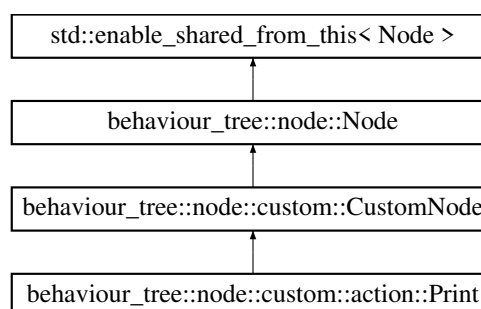 std::enable_shared_from_this< Node >
behaviour_tree::node::Node
behaviour_tree::node::custom::CustomNode
behaviour_tree::node::custom::action::Print